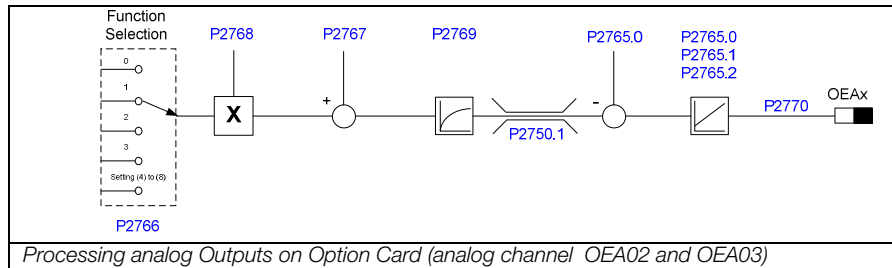 Function
Selection
P2768
P2767
P2769
P2765.0
P2765.0
P2765.1
P2765.2
0
1
2
3
Setting (4) to (8)
X
+
P2750.1
-
P2770
OEAx
P2766
Processing analog Outputs on Option Card (analog channel OEA02 and OEA03)